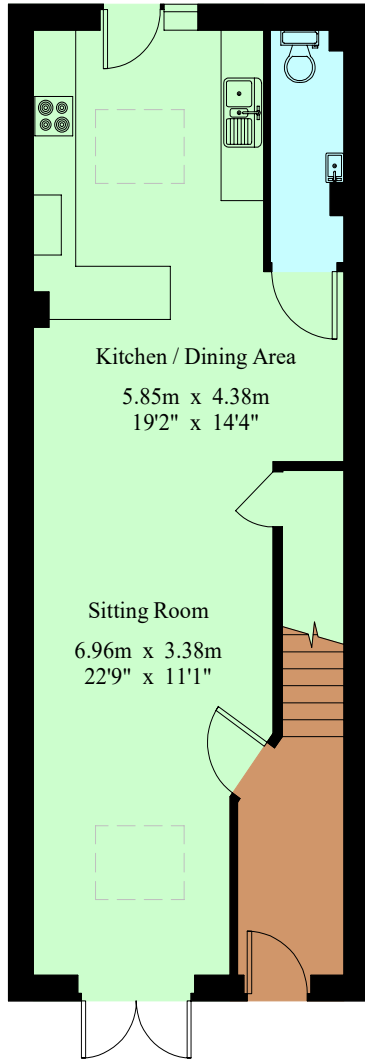 Kitchen / Dining Area
5.85m x 4.38m
19'2" x 14'4"
Sitting Room
6.96m x 3.38m
22'9" x 11'1"